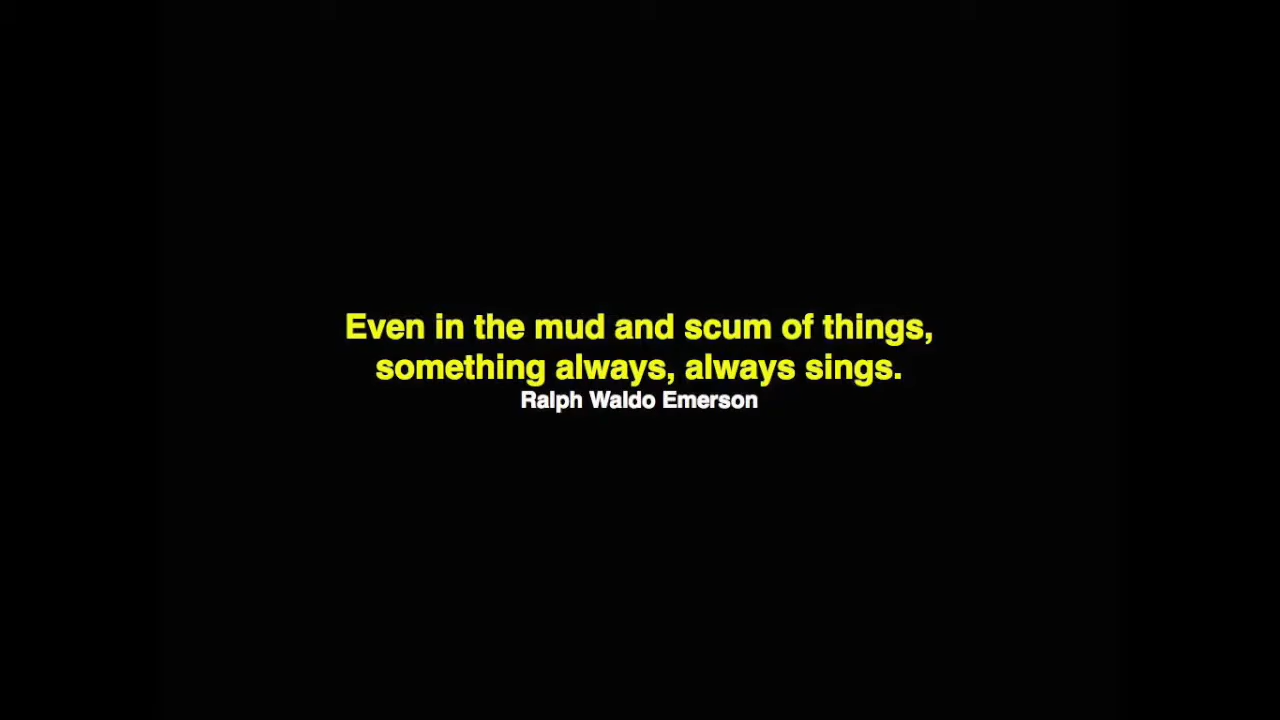 Even in the mud and scum of things,
something always, always sings.
Ralph Waldo Emerson